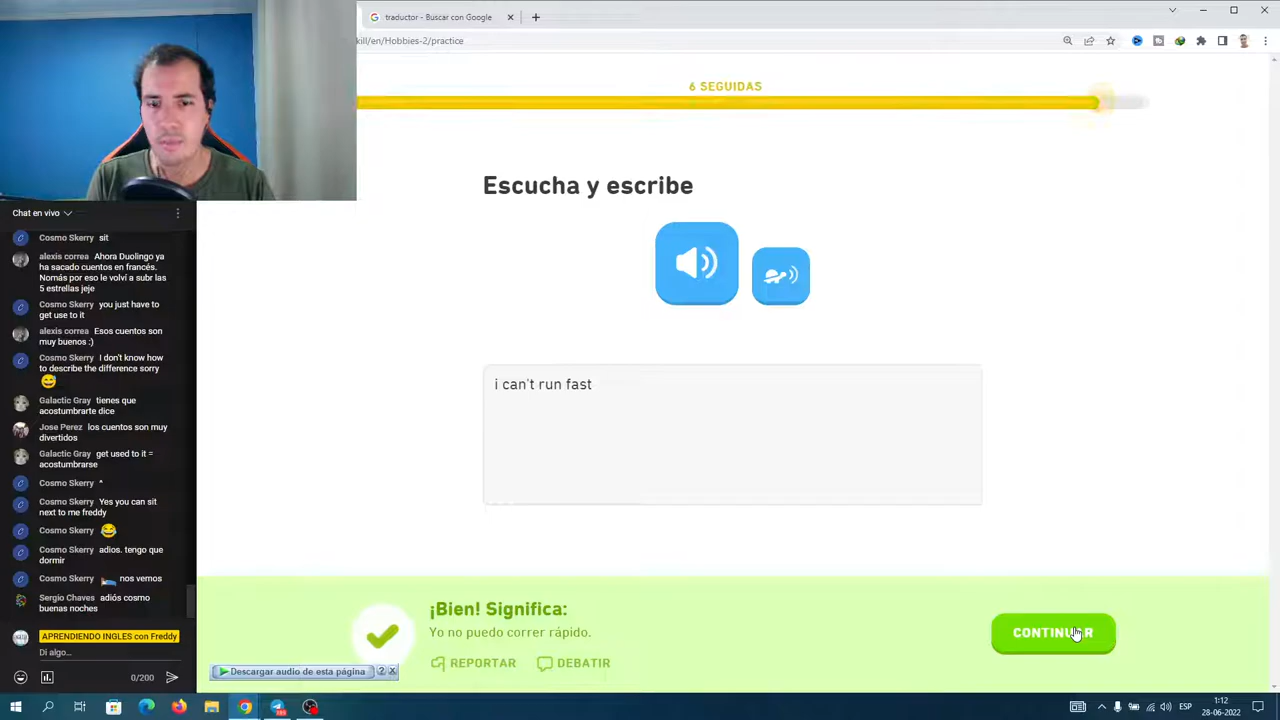 traductor - Buscar con Google
kill/en/Hobbies-2/practice
6 SEGUIDAS
Escucha y escribe
i can't run fast
¡Bien! Significa:
Yo no puedo correr rápido.
REPORTAR
DEBATIR
CONTINUAR
Descargar audio de esta página
?
Chat en vivo
Cosmo Skerry sit
alexis correa Ahora Duolingo ya
ha sacado cuentos en francés.
Nomás por eso le volví a subr las
5 estrellas jeje
Cosmo Skerry you just have to
get use to it
alexis correa Esos cuentos son
muy buenos :)
Cosmo Skerry I don't know how
to describe the difference sorry
Galactic Gray tienes que
acostumbrarte dice
Jose Perez los cuentos son muy
divertidos
Galactic Gray get used to it =
acostumbrarse
Cosmo Skerry ^
Cosmo Skerry Yes you can sit
next to me freddy
Cosmo Skerry
Cosmo Skerry adios. tengo que
dormir
Cosmo Skerry nos vemos
Sergio Chaves adiós cosmo
buenas noches
APRENDIENDO INGLES con Freddy
Di algo...
0/200
ESP
1:12
28-06-2022